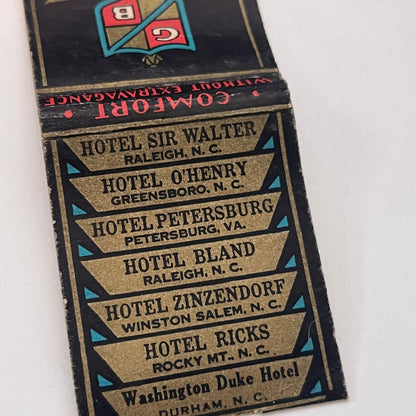 G
B
• COMFORT •
WITHOUT EXTRAVAGANCE
HOTEL SIR WALTER
RALEIGH, N. C.
HOTEL O'HENRY
GREENSBORO, N. C.
HOTEL PETERSBURG
PETERSBURG, VA.
HOTEL BLAND
RALEIGH, N. C.
HOTEL ZINZENDORF
WINSTON SALEM, N. C.
HOTEL RICKS
ROCKY MT., N. C.
Washington Duke Hotel
DURHAM, N. C.